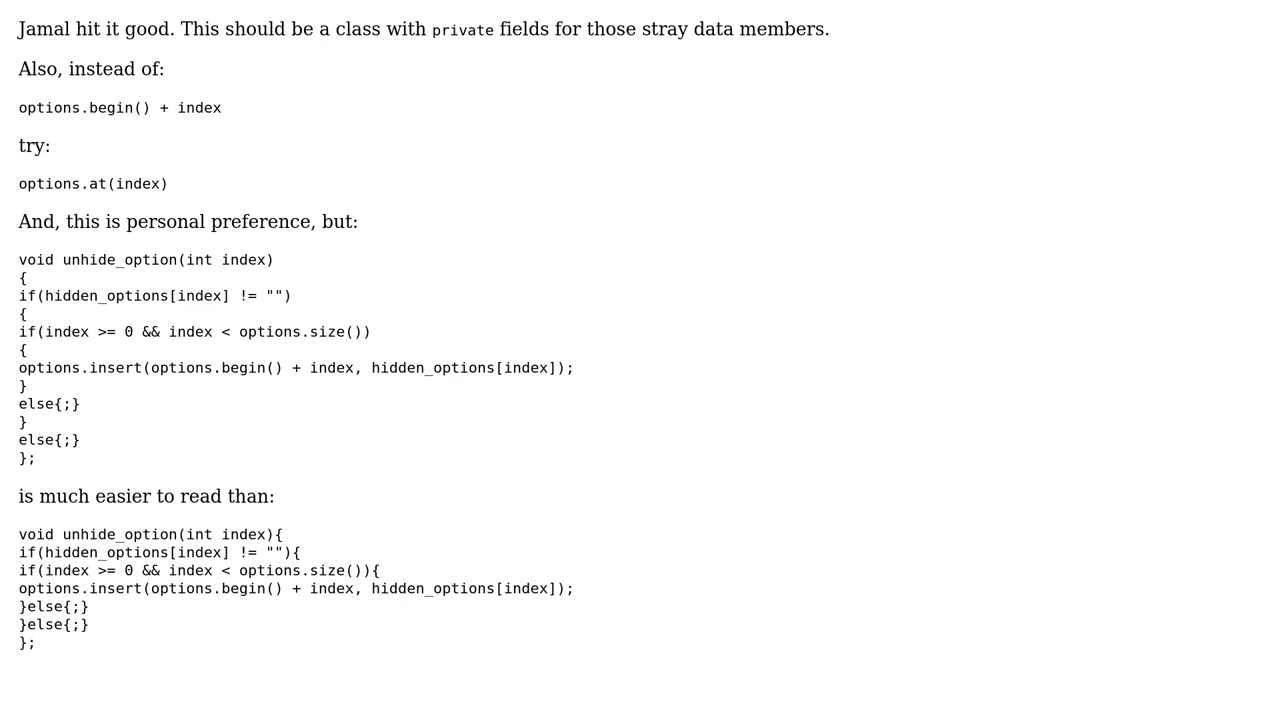 Jamal hit it good. This should be a class with private fields for those stray data members.
Also, instead of:
options.begin() + index
try:
options.at(index)
And, this is personal preference, but:
void unhide_option(int index)
{
if(hidden_options[index] != "")
{
if(index >= 0 && index < options.size())
{
options.insert(options.begin() + index, hidden_options[index]);
}
else{;}
}
else{;}
};
is much easier to read than:
void unhide_option(int index){
if(hidden_options[index] != ""){
if(index >= 0 && index < options.size()){
options.insert(options.begin() + index, hidden_options[index]);
}else{;}
}else{;}
};